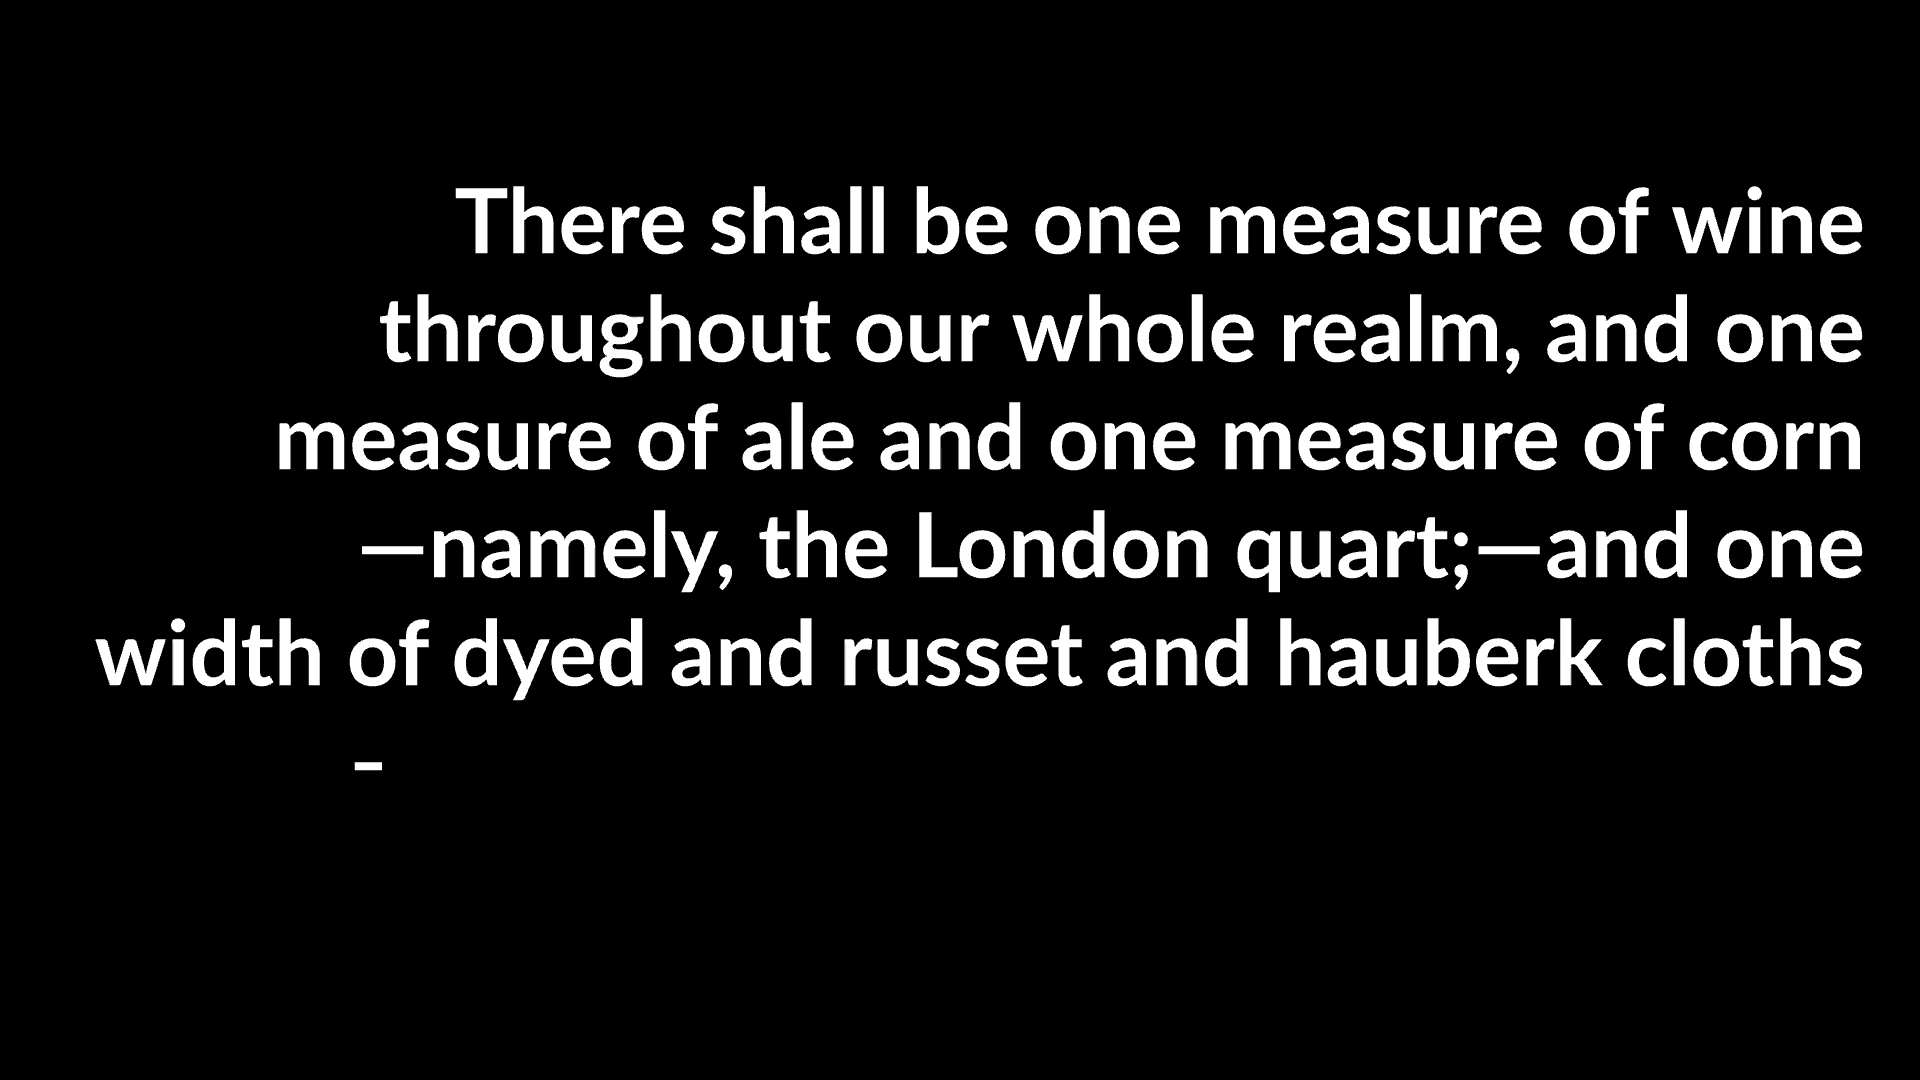 There shall be one measure of wine
throughout our whole realm, and one
measure of ale and one measure of corn
—namely, the London quart;—and one
width of dyed and russet and hauberk cloths
-